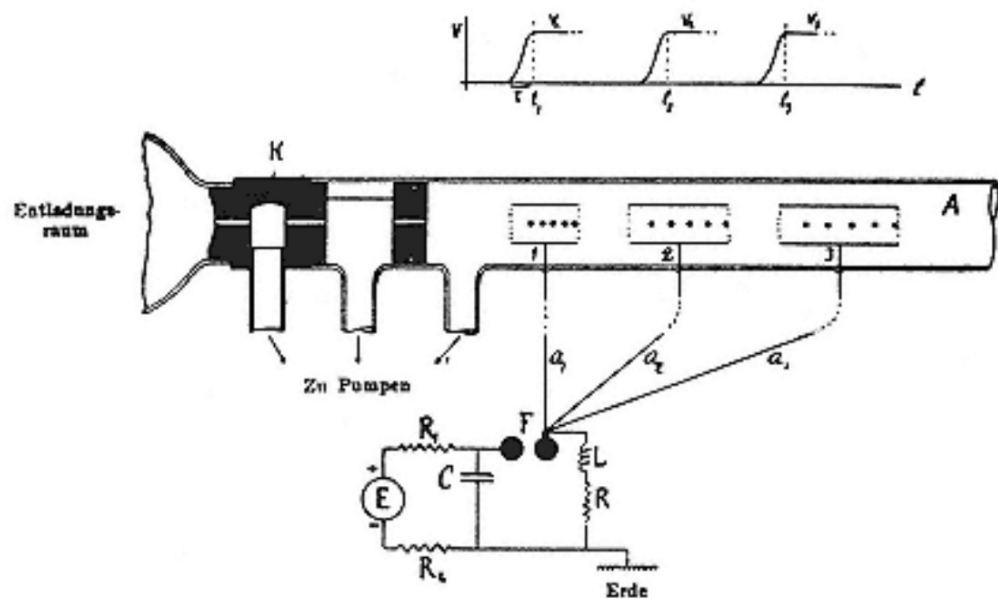 V
V₁ V₂ V₃
τ t₁ t₂ t₃ t
K
Entladungs-
raum
A
1 2 3
a₁ a₂ a₃
Zu Pumpen
F
R₁
L
C
+
E
R
-
R₂
Erde